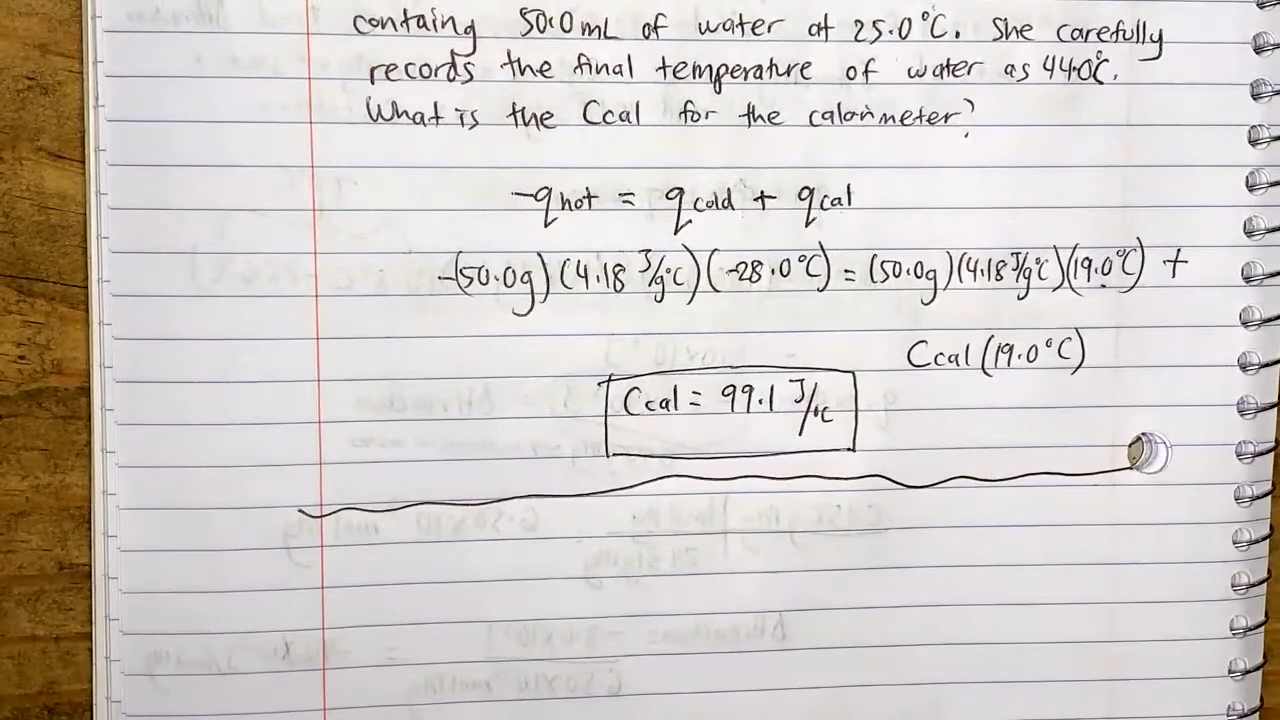 containg 50.0mL of water at 25.0°C. She carefully
records the final temperature of water as 44.0°C.
What is the Ccal for the calorimeter?
-qhot = qcold + qcal
-(50.0g)(4.18 J/g°C)(-28.0°C) = (50.0g)(4.18 J/g°C)(19.0°C) +
Ccal(19.0°C)
Ccal = 99.1 J/°C